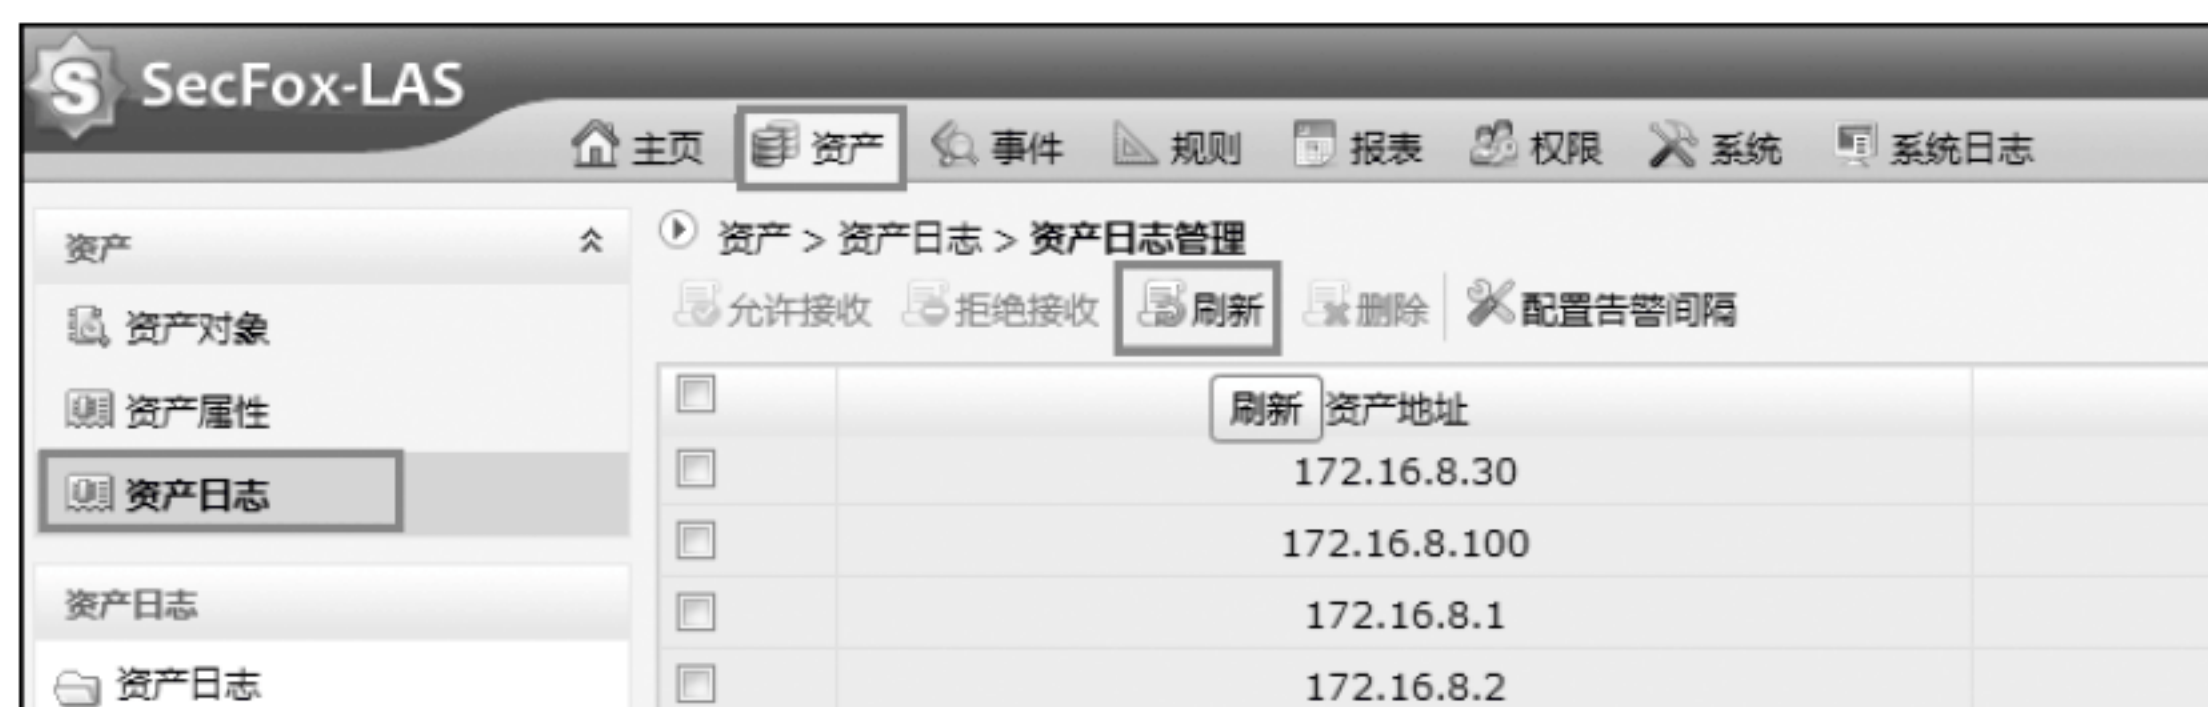 SecFox-LAS
主页 资产 事件 规则 报表 权限 系统 系统日志
资产
资产对象
资产属性
资产日志
资产日志
资产日志
资产 > 资产日志 > 资产日志管理
允许接收 拒绝接收 刷新 删除 配置告警间隔
刷新 资产地址
172.16.8.30
172.16.8.100
172.16.8.1
172.16.8.2